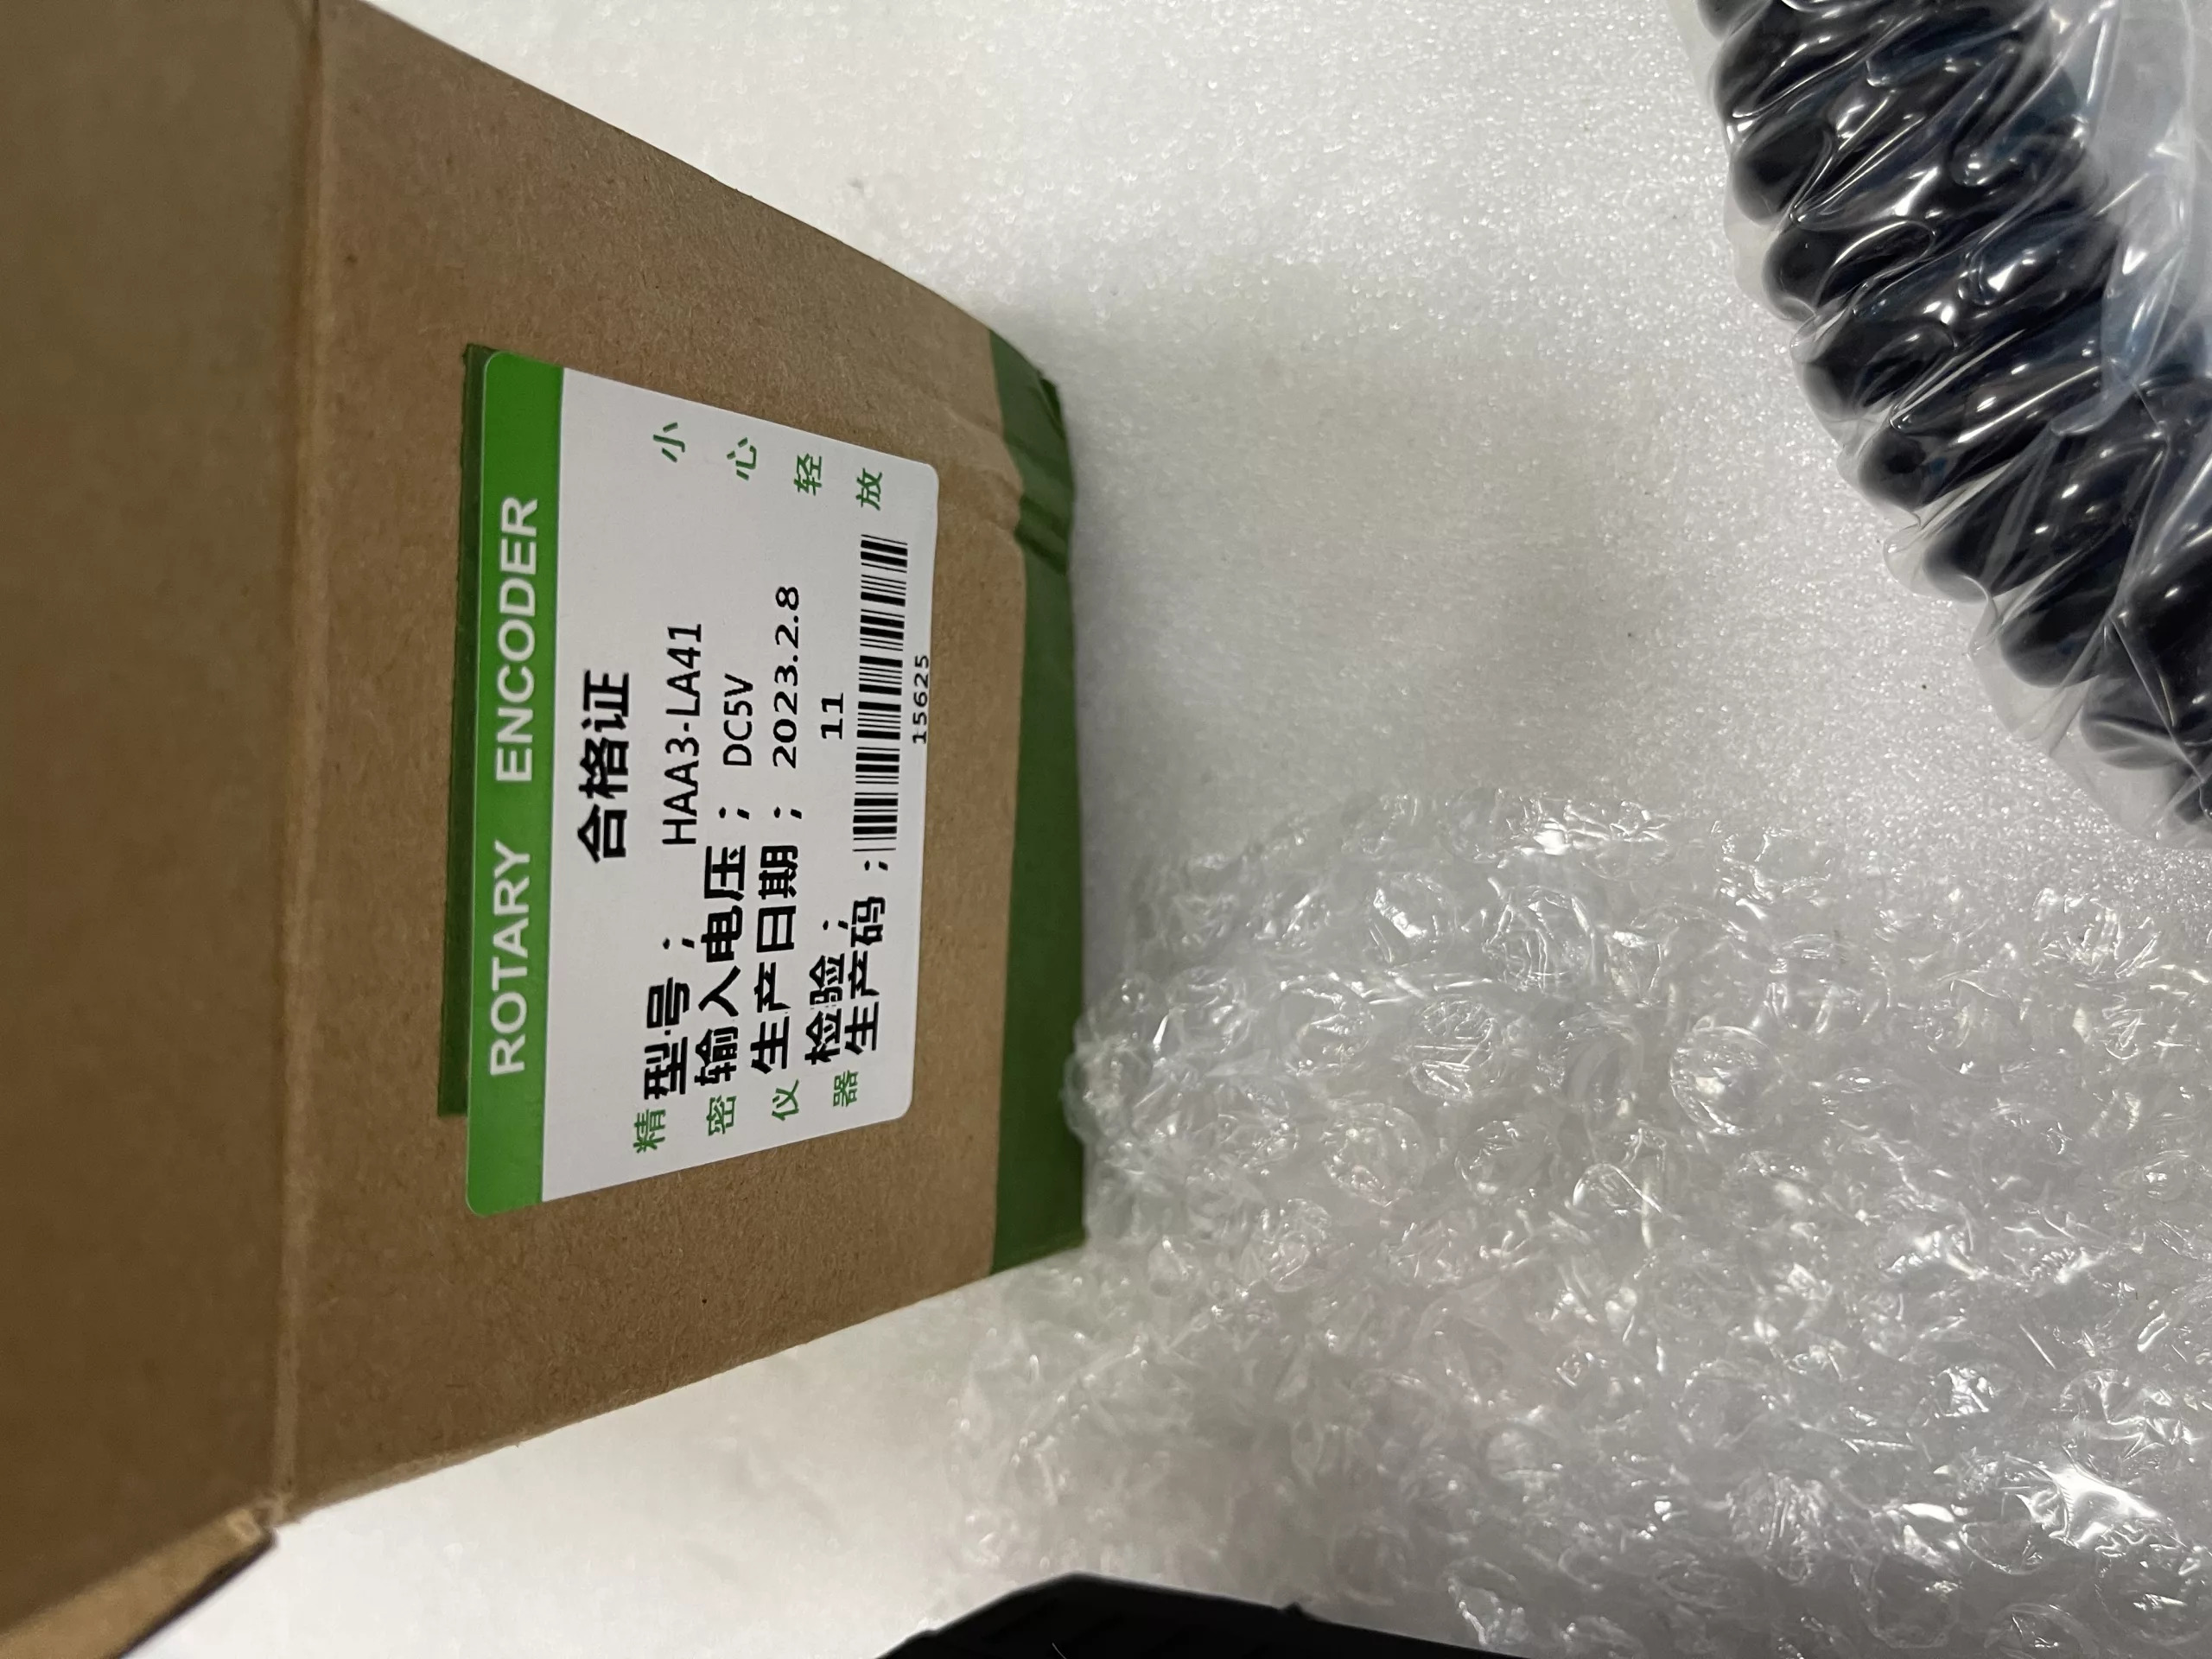 ROTARY ENCODER
合格证
型号； HAA3-LA41
输入电压； DC5V
生产日期； 2023.2.8
检验； 11
生产码；
15625
精密仪器
小心轻放